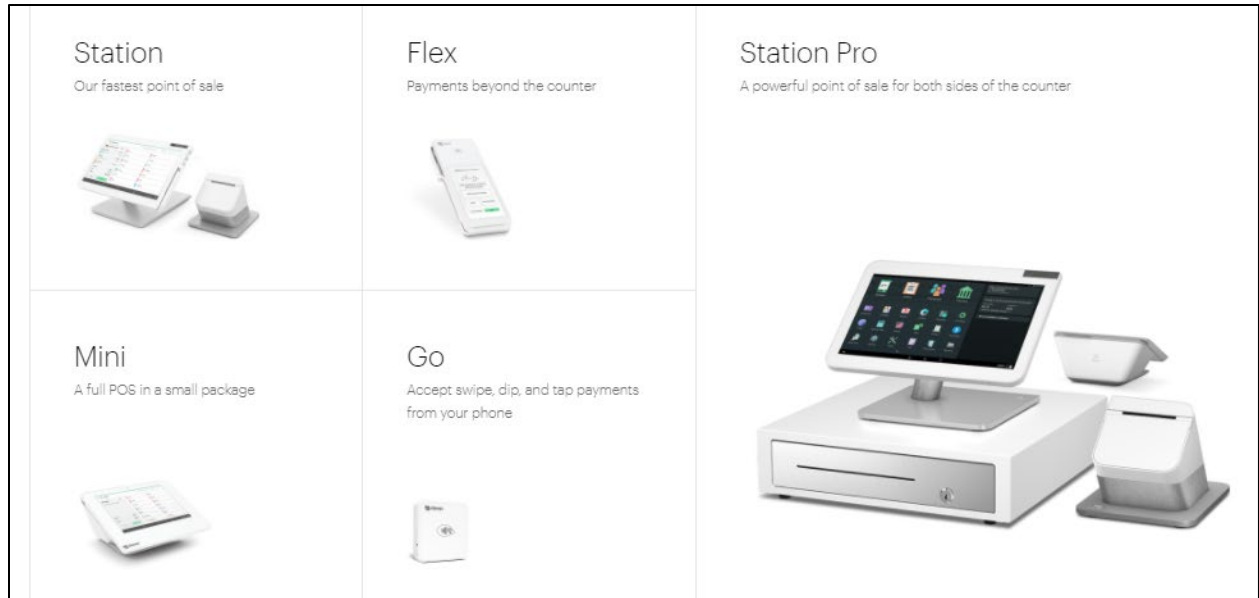 Station
Our fastest point of sale
Flex
Payments beyond the counter
Station Pro
A powerful point of sale for both sides of the counter
Mini
A full POS in a small package
Go
Accept swipe, dip, and tap payments
from your phone